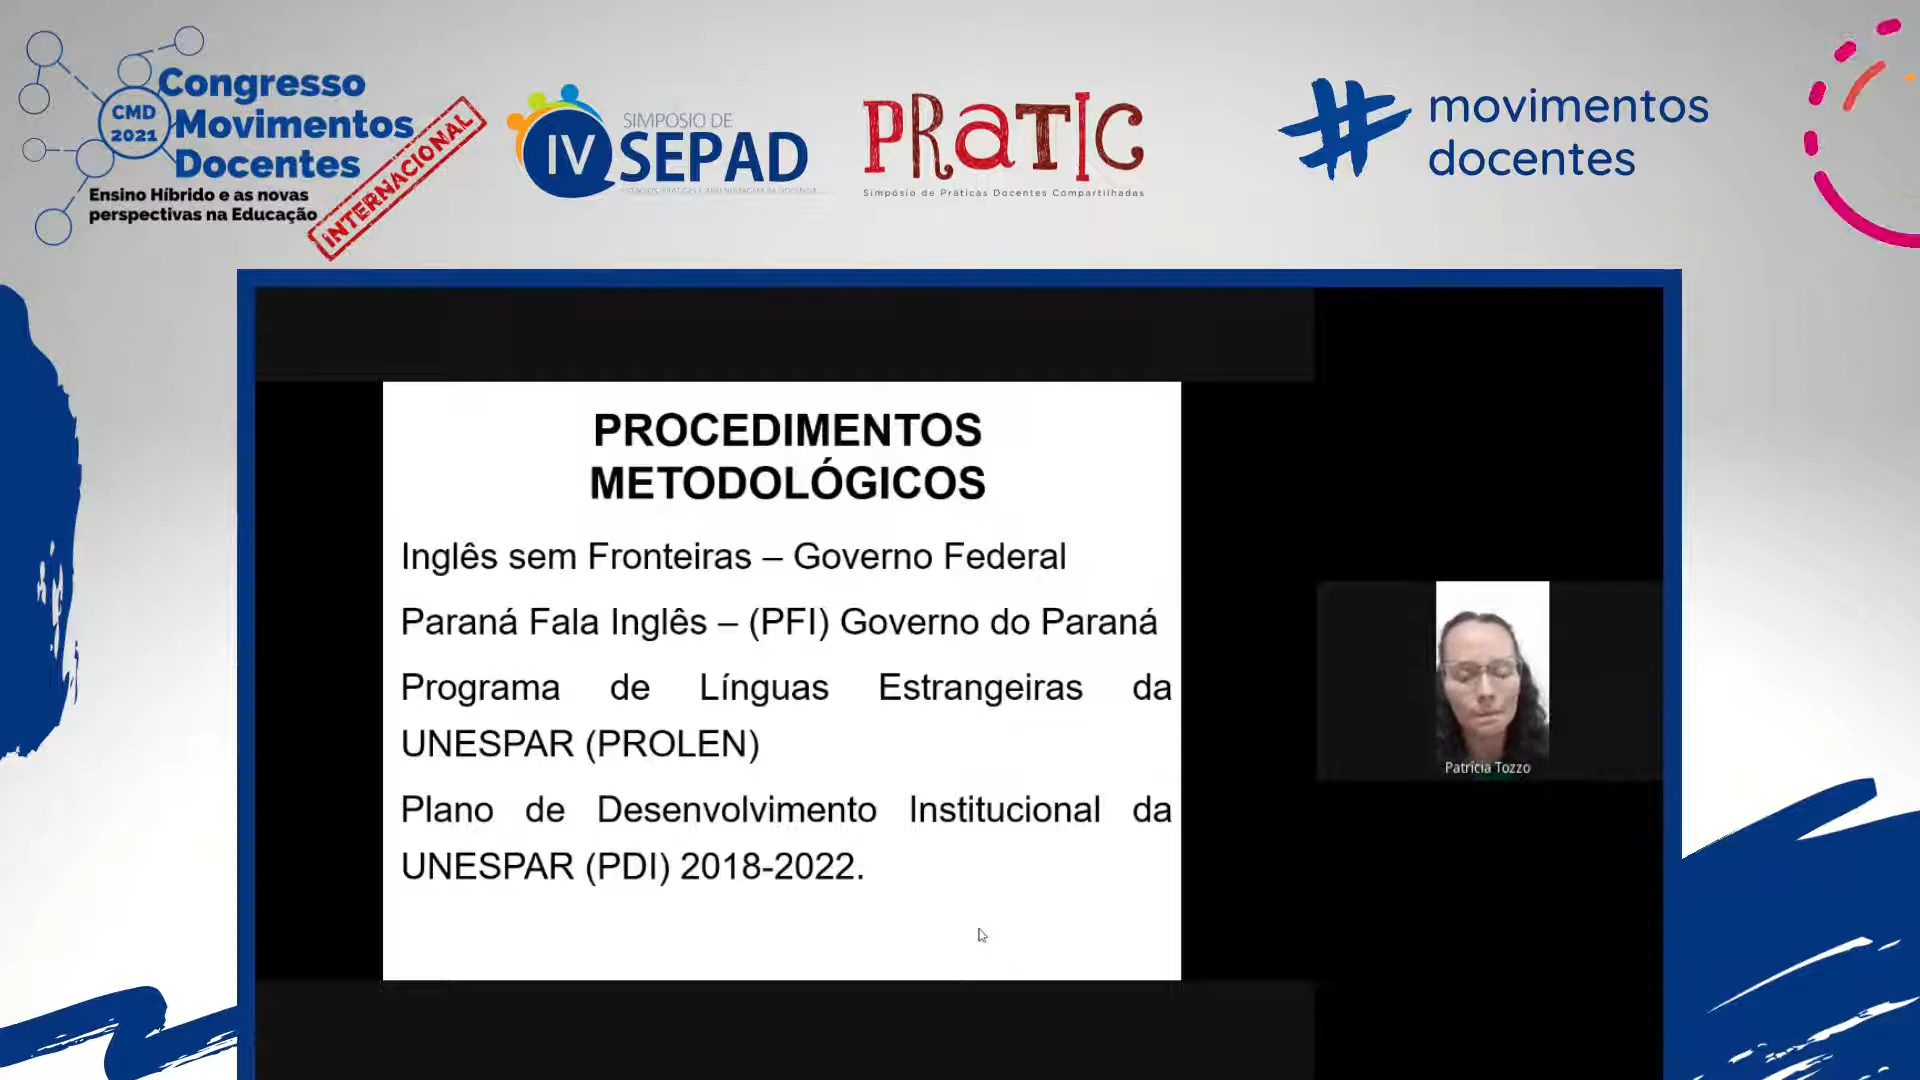 CMD
2021
Congresso
Movimentos
Docentes
Ensino Híbrido e as novas
perspectivas na Educação
INTERNACIONAL
IV
SIMPÓSIO DE
SEPAD
PRATIC
Simpósio de Práticas Docentes Compartilhadas
# movimentos
docentes
PROCEDIMENTOS
METODOLÓGICOS
Inglês sem Fronteiras – Governo Federal
Paraná Fala Inglês – (PFI) Governo do Paraná
Programa de Línguas Estrangeiras da
UNESPAR (PROLEN)
Plano de Desenvolvimento Institucional da
UNESPAR (PDI) 2018-2022.
Patrícia Tozzo